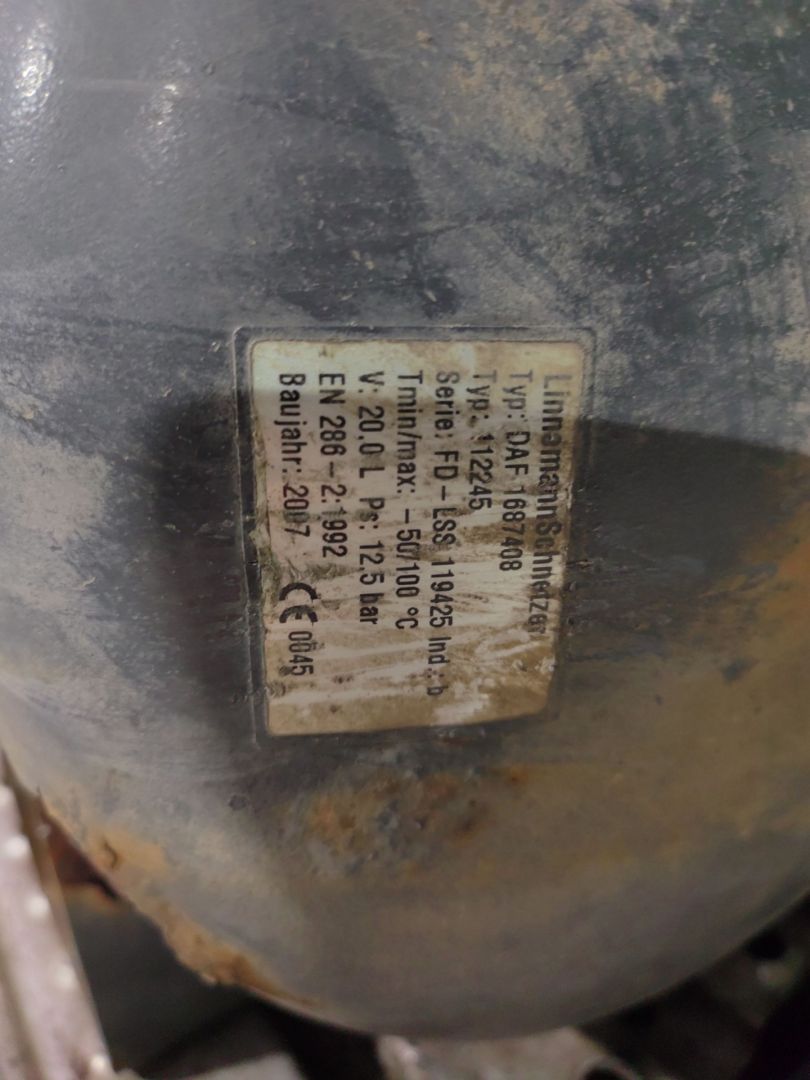 LinnemannSchnetzer
Typ: DAF 1687408
Typ: 112245
Serie: FD-LSS 119425 Ind.: b
Tmin/max: -50/100 °C
V: 20,0 L Ps: 12,5 bar
EN 286-2:1992
Baujahr: 2007 CE 0045